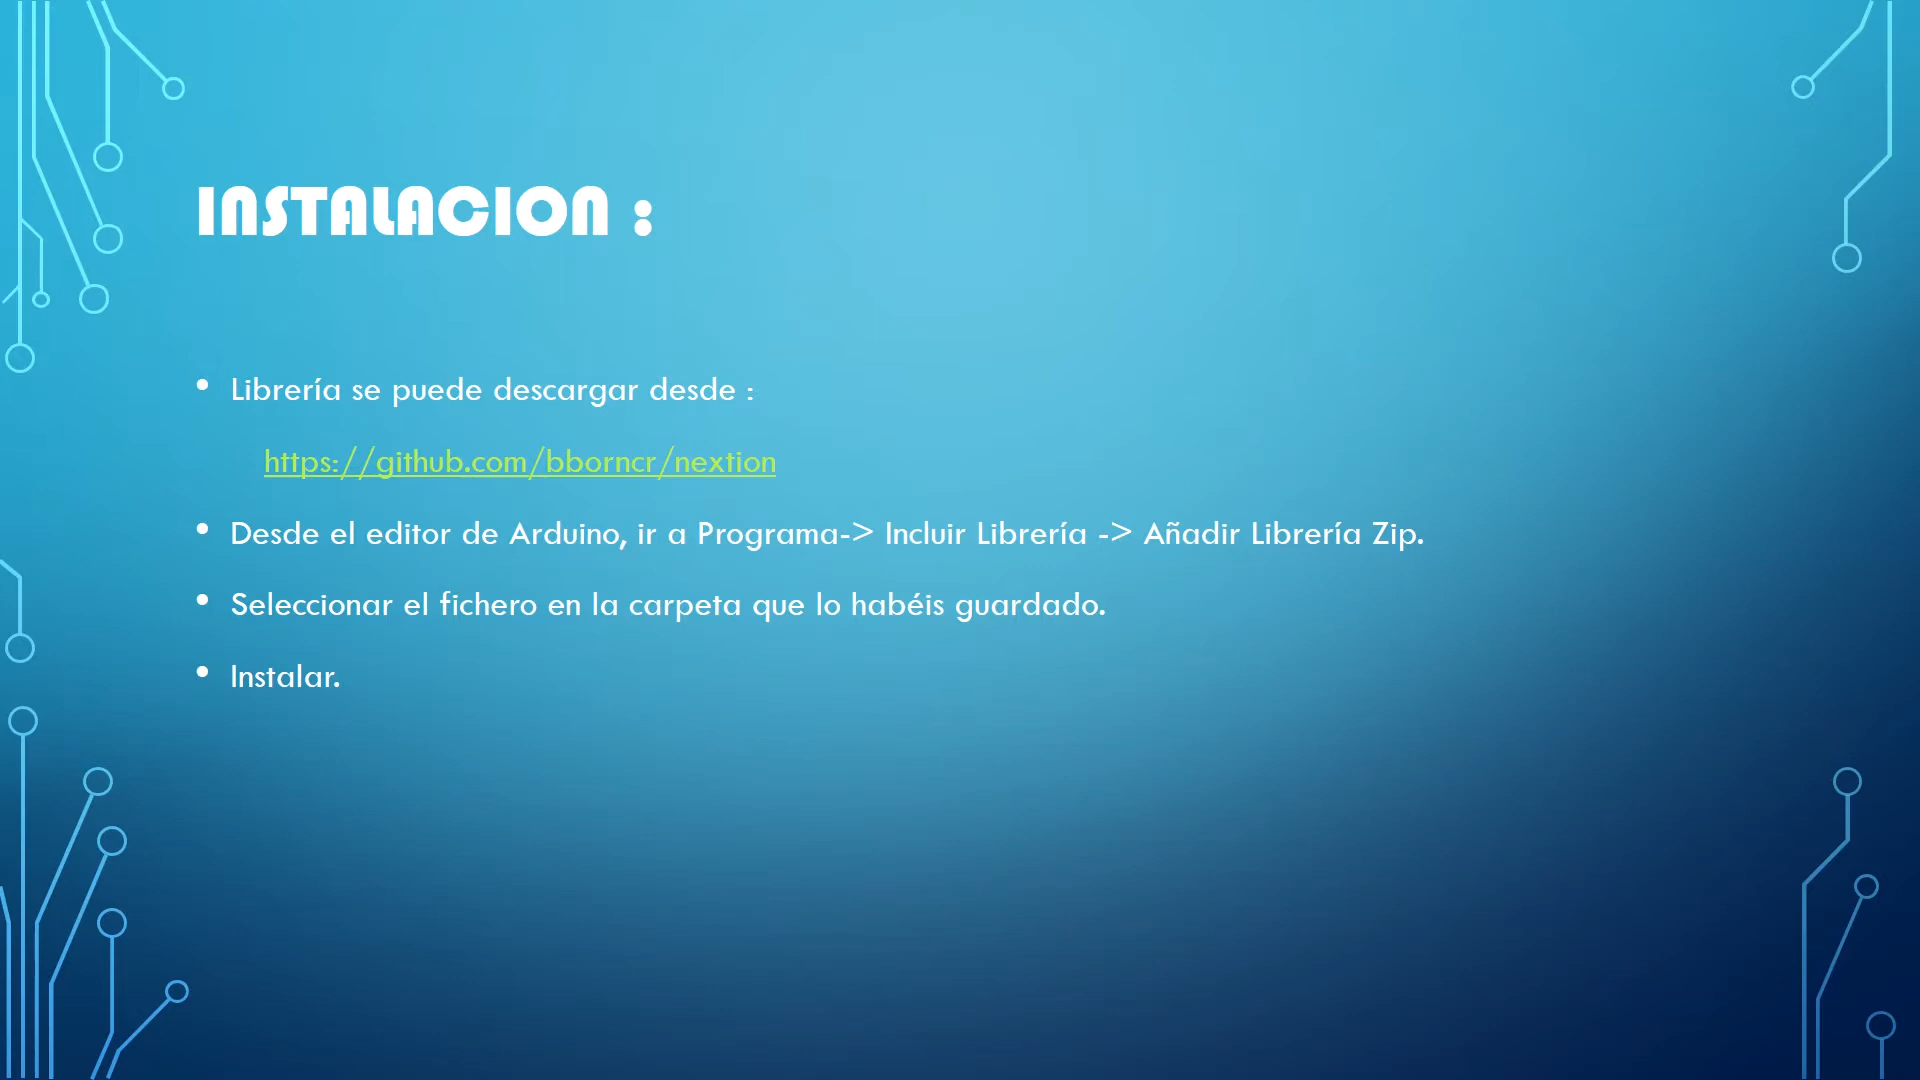 INSTALACION :
• Librería se puede descargar desde :
https://github.com/bborncr/nextion
• Desde el editor de Arduino, ir a Programa-> Incluir Librería -> Añadir Librería Zip.
• Seleccionar el fichero en la carpeta que lo habéis guardado.
• Instalar.